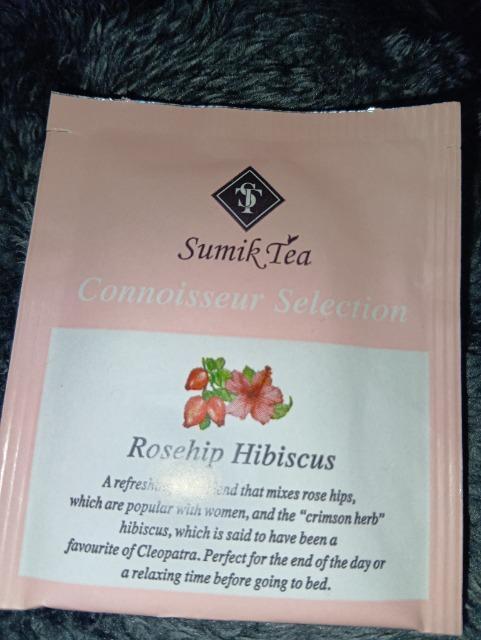 ST
Sumik Tea
Connoisseur Selection
Rosehip Hibiscus
A that mixes rose hips,
which are popular with women, and the “crimson herb”
hibiscus, which is said to have been a
favourite of Cleopatra. Perfect for the end of the day or
a relaxing time before going to bed.